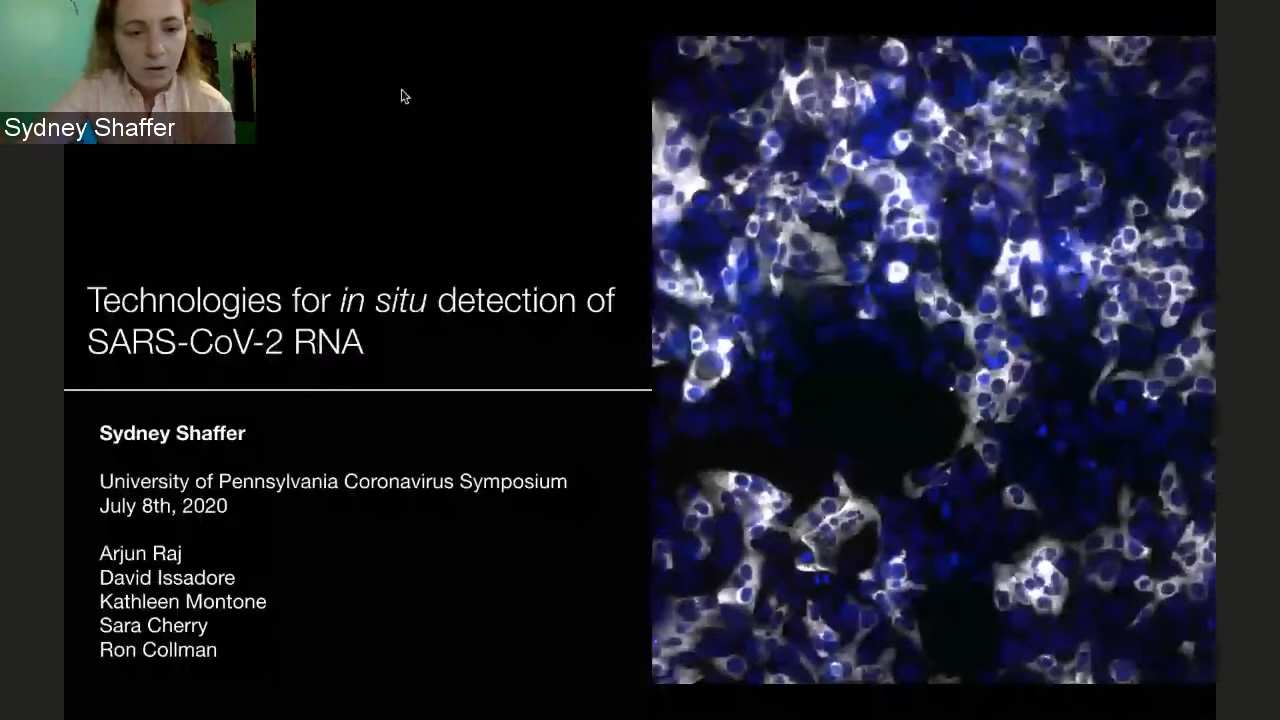 Sydney Shaffer
Technologies for in situ detection of
SARS-CoV-2 RNA
Sydney Shaffer
University of Pennsylvania Coronavirus Symposium
July 8th, 2020
Arjun Raj
David Issadore
Kathleen Montone
Sara Cherry
Ron Collman